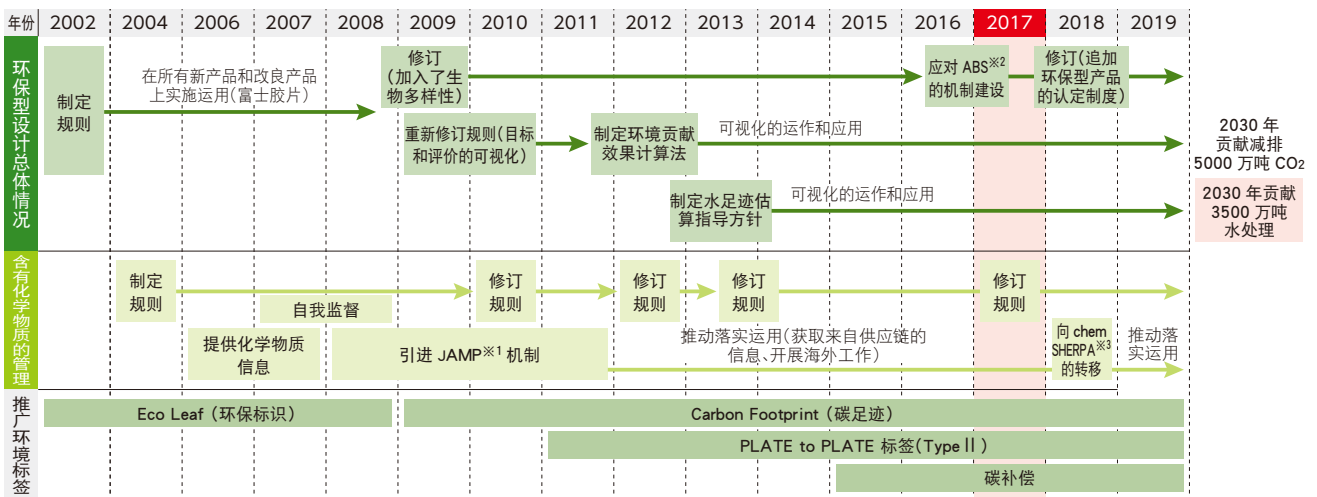 年份 2002 2004 2006 2007 2008 2009 2010 2011 2012 2013 2014 2015 2016 2017 2018 2019
环保型设计总体情况
制定
规则
在所有新产品和改良产品
上实施运用(富士胶片)
修订
(加入了生
物多样性)
应对 ABS※2
的机制建设
修订(追加
环保型产品
的认定制度)
重新修订规则(目标
和评价的可视化)
制定环境贡献
效果计算法
可视化的运作和应用
2030 年
贡献减排
5000 万吨 CO2
制定水足迹估
算指导方针
可视化的运作和应用
2030 年贡献
3500 万吨
水处理
含有化学物质的管理
制定
规则
自我监督
修订
规则
修订
规则
修订
规则
修订
规则
提供化学物质
信息
引进 JAMP※1 机制
推动落实运用(获取来自供应链的
信息、开展海外工作)
向 chem
SHERPA※3
的转移
推动落
实运用
推广环境标签
Eco Leaf (环保标识)
Carbon Footprint (碳足迹)
PLATE to PLATE 标签(Type II)
碳补偿